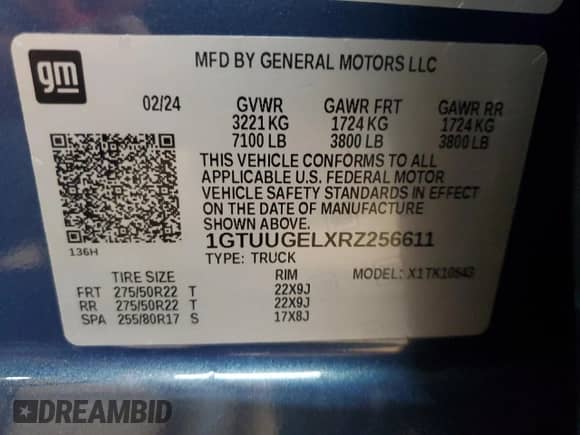 gm
MFD BY GENERAL MOTORS LLC
02/24 GVWR GAWR FRT GAWR RR
3221 KG 1724 KG 1724 KG
7100 LB 3800 LB 3800 LB
THIS VEHICLE CONFORMS TO ALL
APPLICABLE U.S. FEDERAL MOTOR
VEHICLE SAFETY STANDARDS IN EFFECT
ON THE DATE OF MANUFACTURE
SHOWN ABOVE.
136H
1GTUUGELXRZ256611
TYPE: TRUCK MODEL: X1TK10543
TIRE SIZE RIM
FRT 275/50R22 T 22X9J
RR 275/50R22 T 22X9J
SPA 255/80R17 S 17X8J
DREAMBID